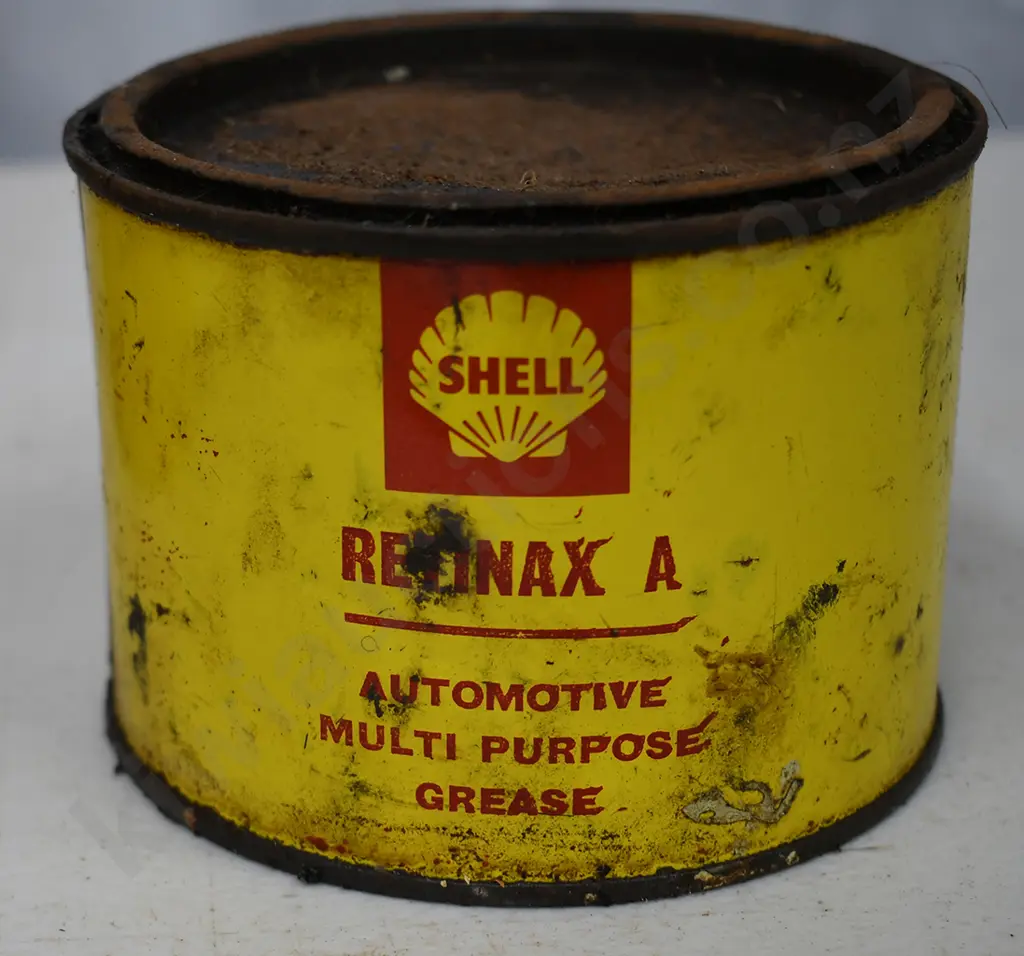 SHELL
RETINAX A
AUTOMOTIVE
MULTI PURPOSE
GREASE